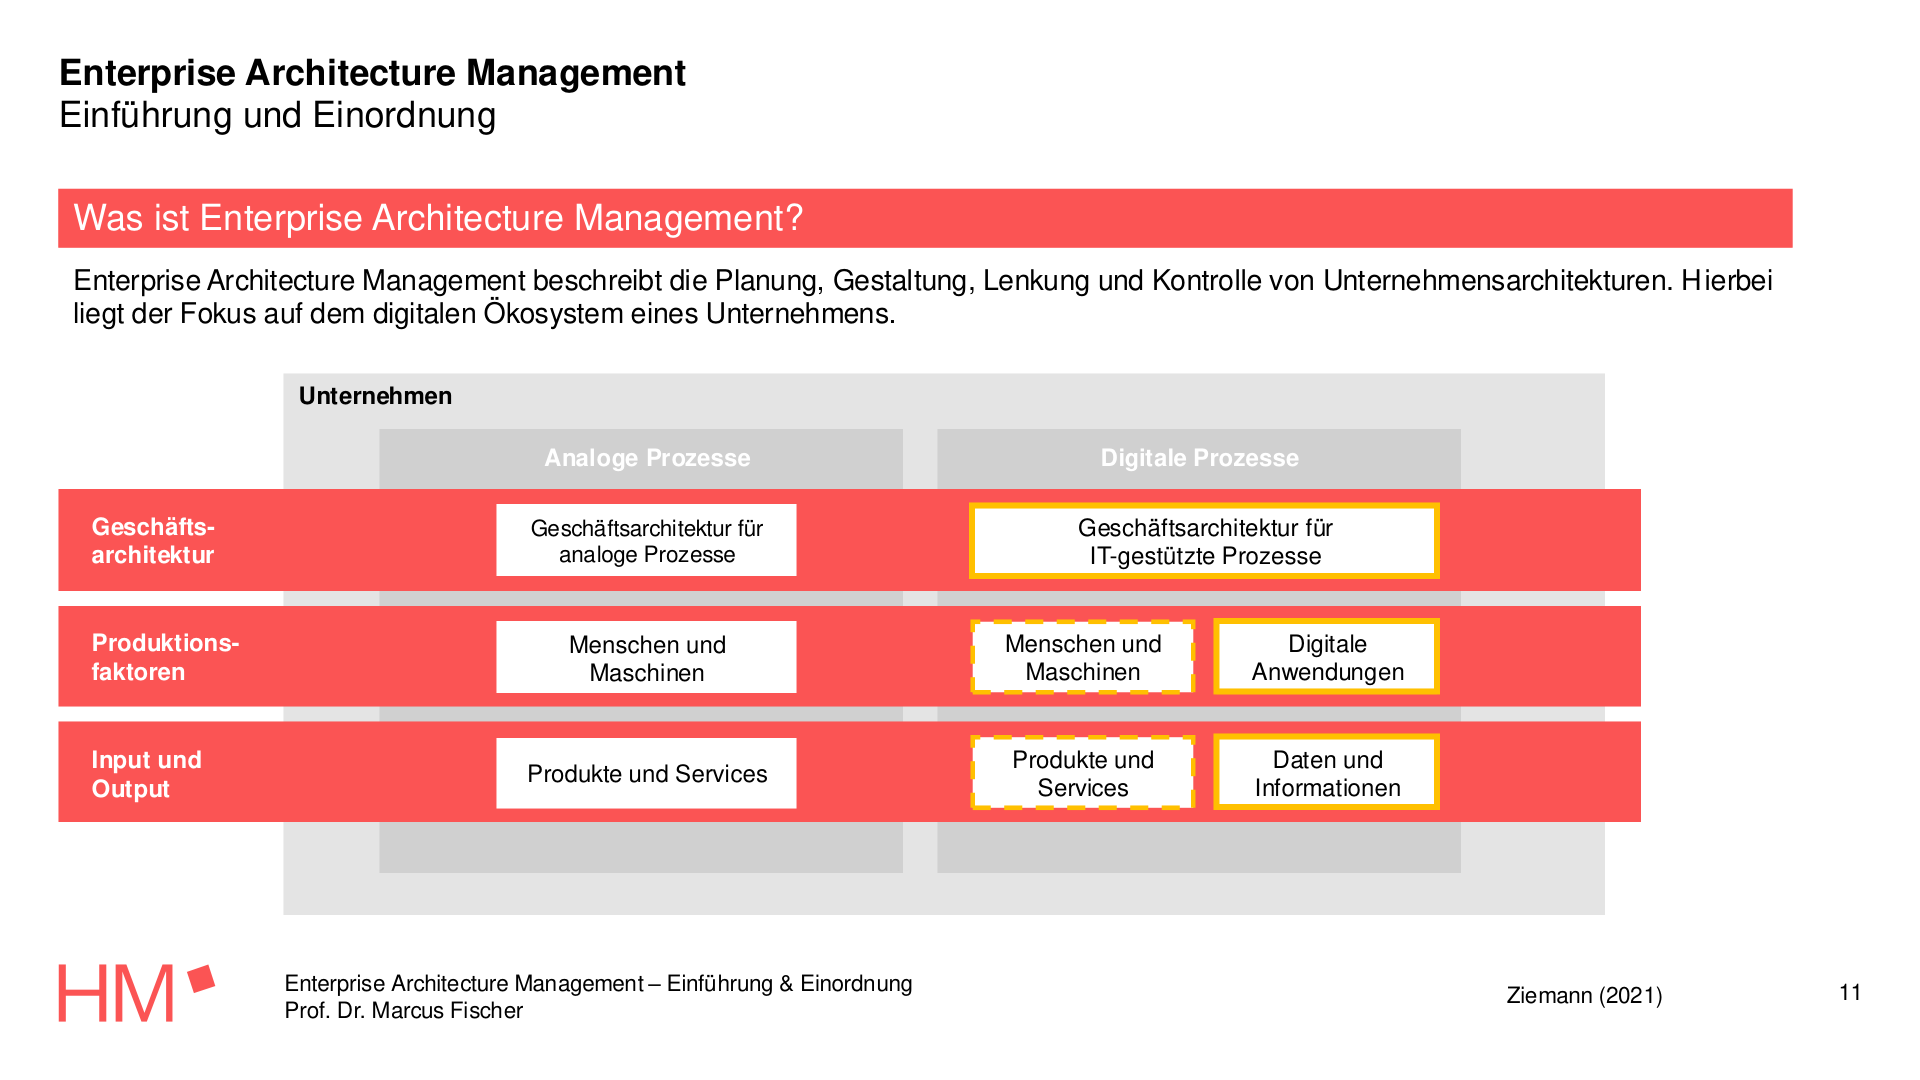 Enterprise Architecture Management
Einführung und Einordnung
Was ist Enterprise Architecture Management?
Enterprise Architecture Management beschreibt die Planung, Gestaltung, Lenkung und Kontrolle von Unternehmensarchitekturen. Hierbei
liegt der Fokus auf dem digitalen Ökosystem eines Unternehmens.
Unternehmen
Analoge Prozesse
Digitale Prozesse
Geschäfts-
architektur
Geschäftsarchitektur für
analoge Prozesse
Geschäftsarchitektur für
IT-gestützte Prozesse
Produktions-
faktoren
Menschen und
Maschinen
Menschen und
Maschinen
Digitale
Anwendungen
Input und
Output
Produkte und Services
Produkte und
Services
Daten und
Informationen
HM
Enterprise Architecture Management – Einführung & Einordnung
Prof. Dr. Marcus Fischer
Ziemann (2021)
11